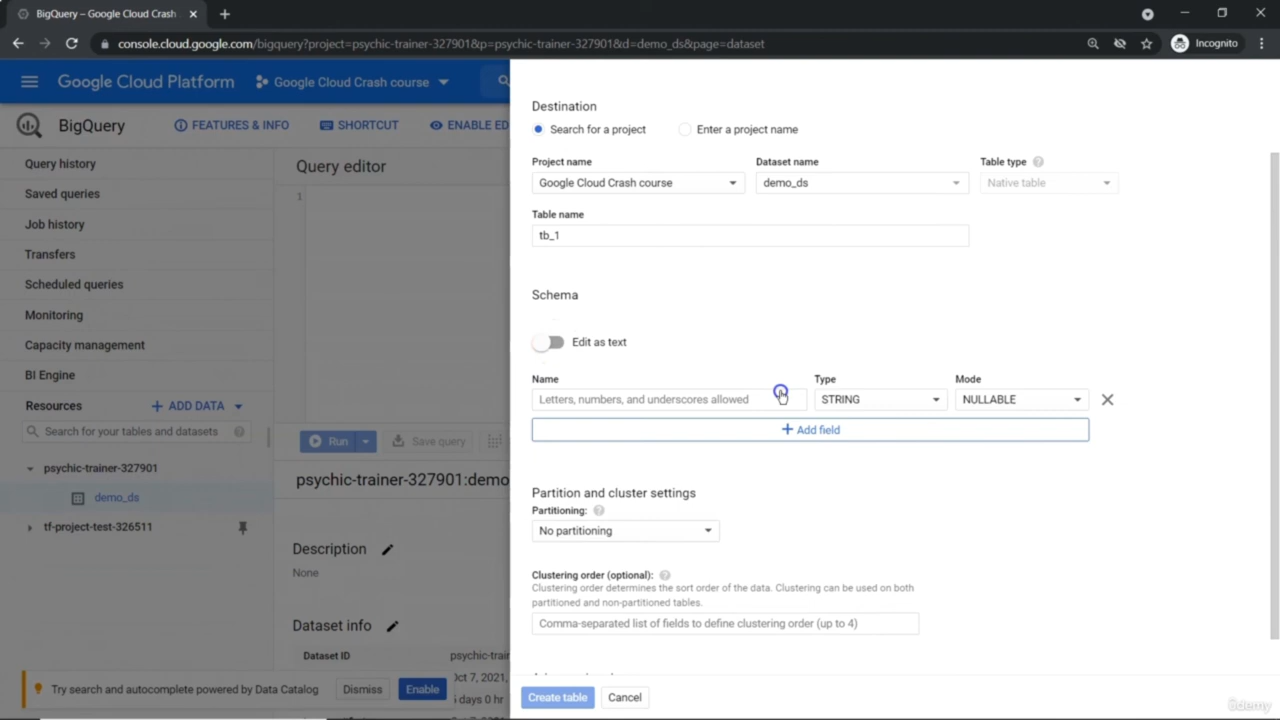 BigQuery – Google Cloud Crash
console.cloud.google.com/bigquery?project=psychic-trainer-327901&p=psychic-trainer-327901&d=demo_ds&page=dataset
Incognito
Google Cloud Platform
Google Cloud Crash course
BigQuery
FEATURES & INFO
SHORTCUT
ENABLE ED
Query history
Saved queries
Job history
Transfers
Scheduled queries
Monitoring
Capacity management
BI Engine
Resources
ADD DATA
Search for your tables and datasets
psychic-trainer-327901
demo_ds
tf-project-test-326511
Query editor
1
Run
Save query
psychic-trainer-327901:demo
Description
None
Dataset info
Dataset ID
psychic-train
Oct 7, 2021,
days 0 hr
Try search and autocomplete powered by Data Catalog
Dismiss
Enable
Destination
Search for a project
Enter a project name
Project name
Dataset name
Table type
Google Cloud Crash course
demo_ds
Native table
Table name
tb_1
Schema
Edit as text
Name
Type
Mode
Letters, numbers, and underscores allowed
STRING
NULLABLE
+ Add field
Partition and cluster settings
Partitioning:
No partitioning
Clustering order (optional):
Clustering order determines the sort order of the data. Clustering can be used on both
partitioned and non-partitioned tables.
Comma-separated list of fields to define clustering order (up to 4)
Create table
Cancel
ûdemy